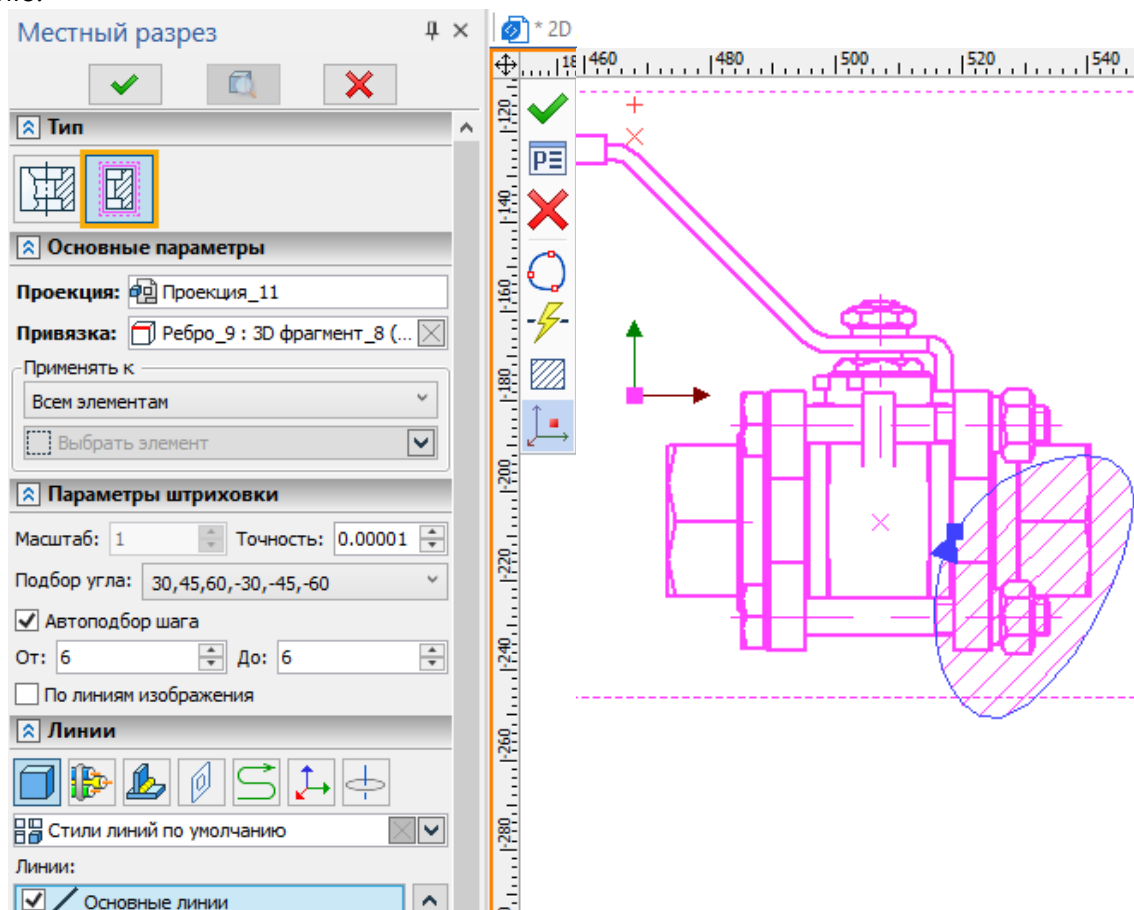 Местный разрез
* 2D
Тип
Основные параметры
Проекция: Проекция_11
Привязка: Ребро_9 : 3D фрагмент_8 (...
Применять к
Всем элементам
Выбрать элемент
Параметры штриховки
Масштаб: 1 Точность: 0.00001
Подбор угла: 30,45,60,-30,-45,-60
Автоподбор шага
От: 6 До: 6
По линиям изображения
Линии
Стили линий по умолчанию
Линии:
Основные линии
460 480 500 520 540
-120
-140
-160
-180
-200
-220
-240
-260
-280